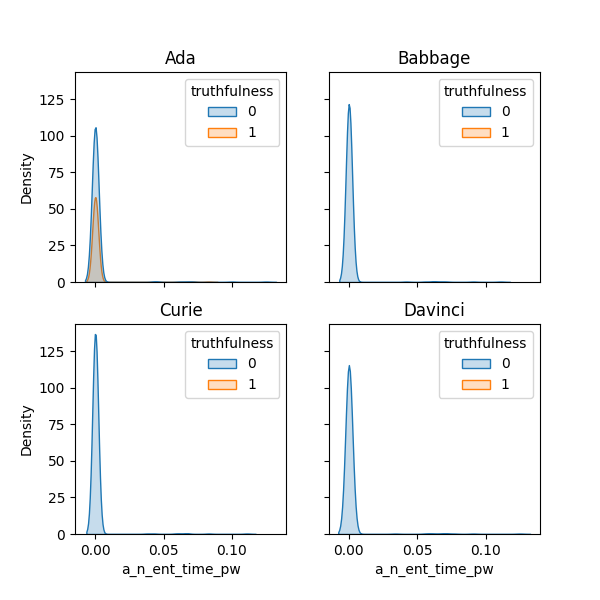 Ada
Babbage
truthfulness
0
1
truthfulness
0
1
Density
125
100
75
50
25
0
Curie
Davinci
truthfulness
0
1
truthfulness
0
1
Density
125
100
75
50
25
0
0.00 0.05 0.10
0.00 0.05 0.10
a_n_ent_time_pw
a_n_ent_time_pw